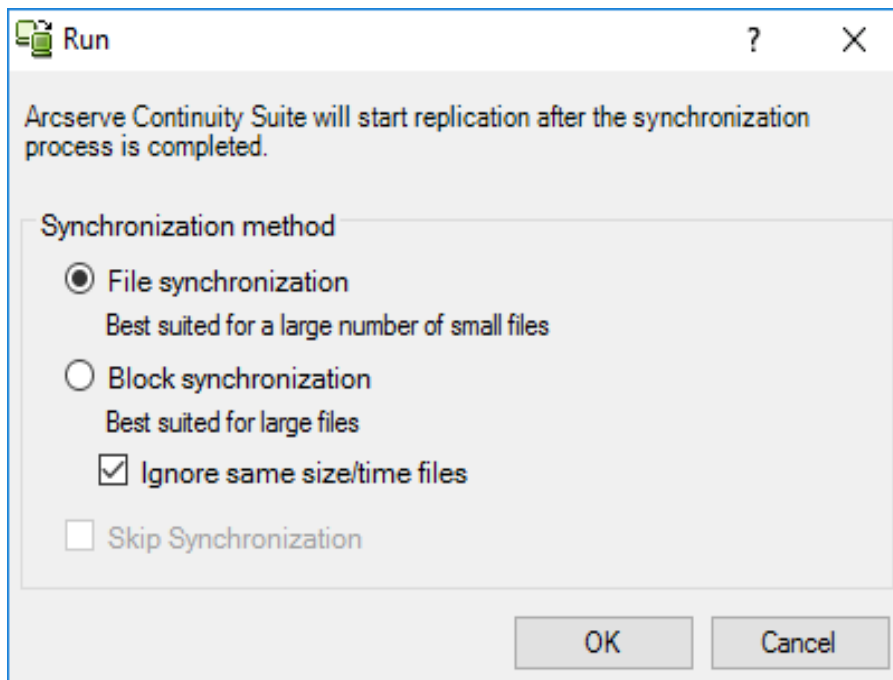 Run
?
Arcserve Continuity Suite will start replication after the synchronization
process is completed.
Synchronization method
File synchronization
Best suited for a large number of small files
Block synchronization
Best suited for large files
Ignore same size/time files
Skip Synchronization
OK
Cancel